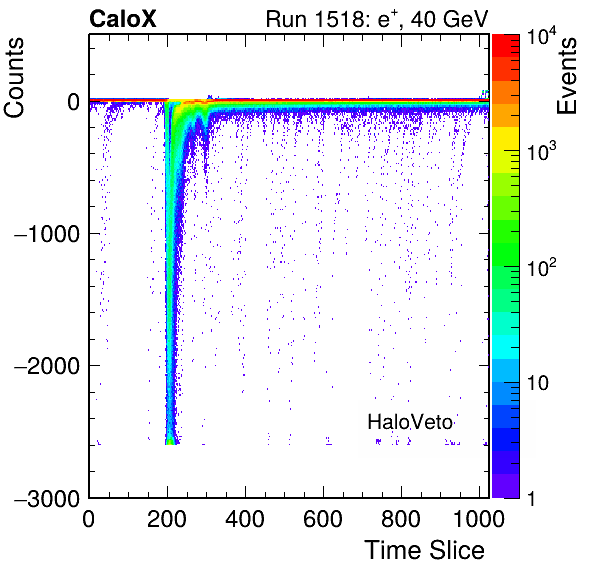 CaloX Run 1518: e⁺, 40 GeV
Counts
Events
0
−1000
−2000
−3000
0 200 400 600 800 1000
Time Slice
HaloVeto
10⁴
10³
10²
10
1